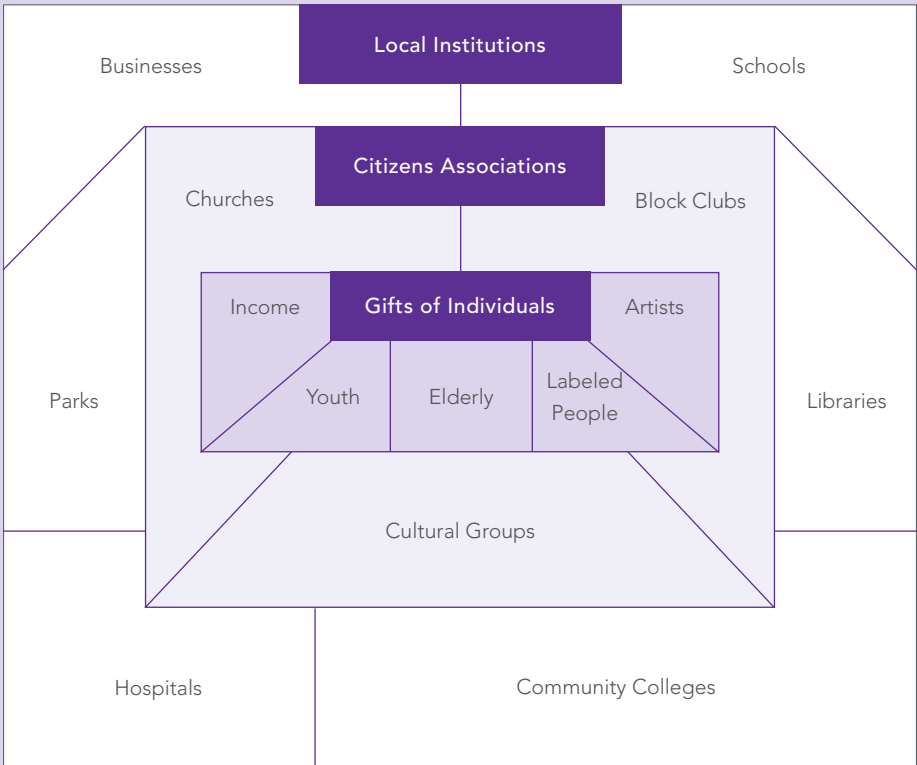 Local Institutions
Businesses
Schools
Citizens Associations
Churches
Block Clubs
Income
Gifts of Individuals
Artists
Youth
Elderly
Labeled
People
Parks
Libraries
Cultural Groups
Hospitals
Community Colleges